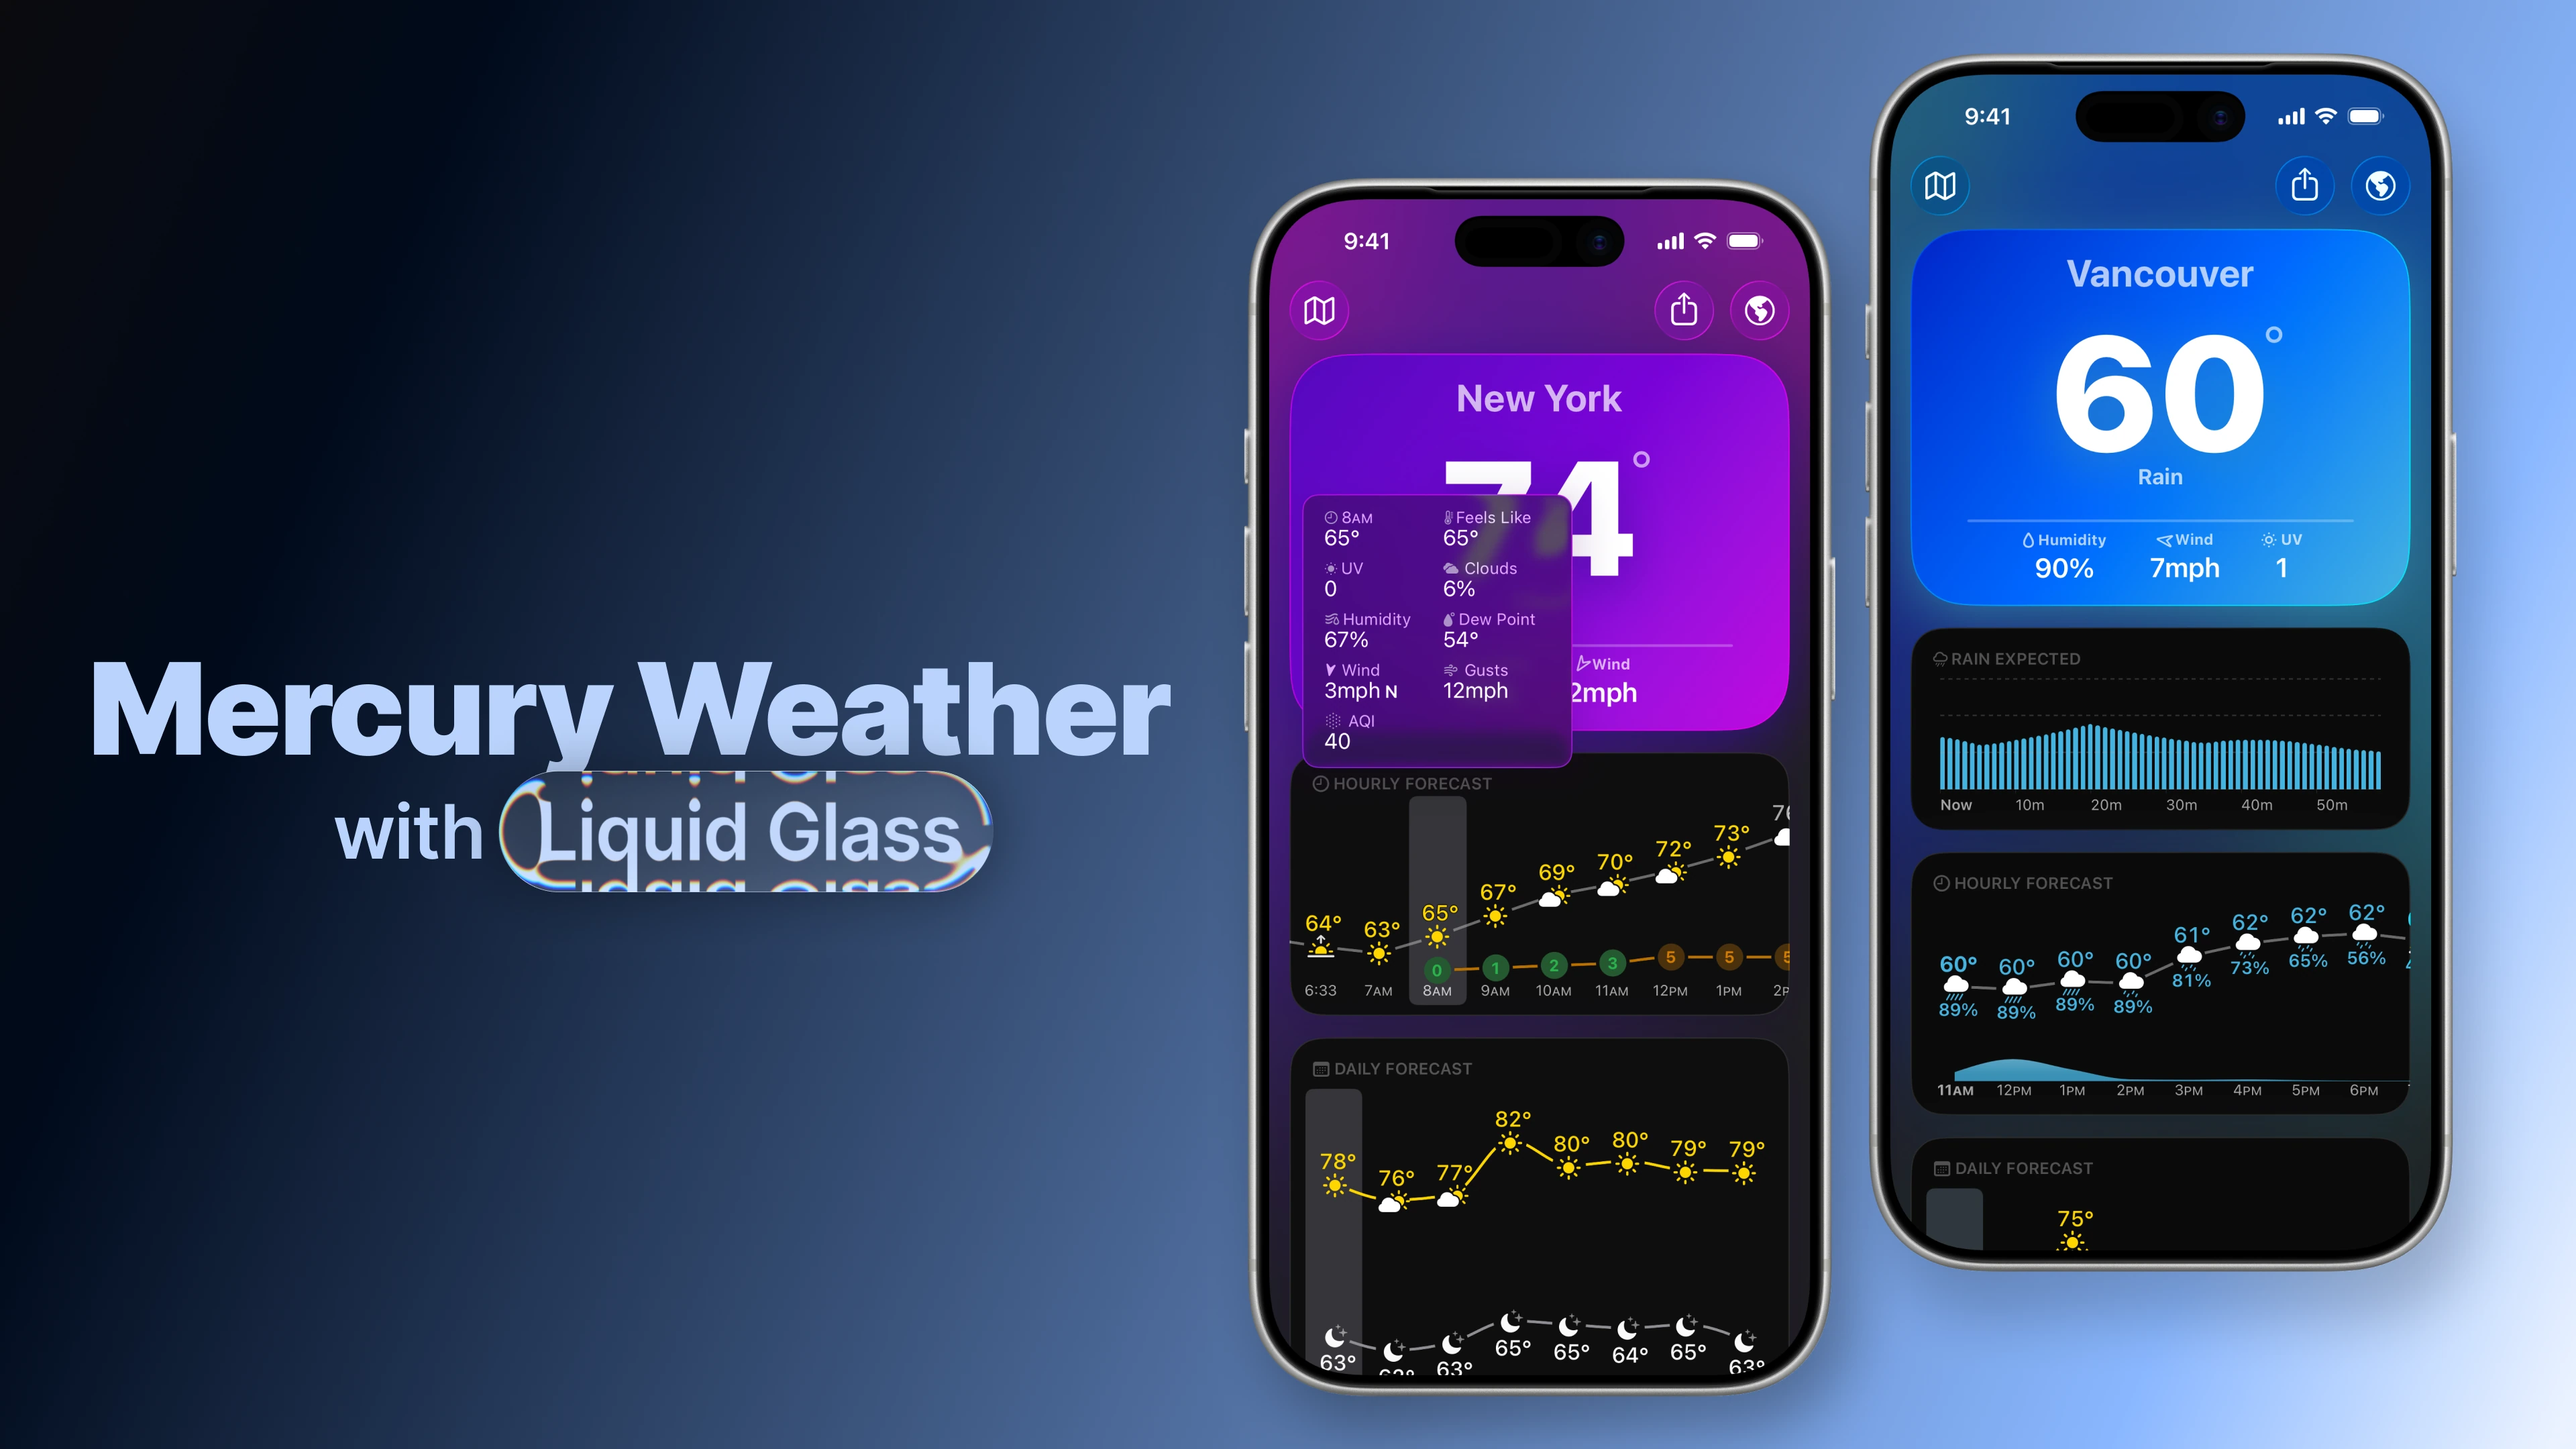 Mercury Weather
with Liquid Glass
9:41
New York
74°
8AM Feels Like
65° 65°
UV Clouds
0 6%
Humidity Dew Point
67% 54°
Wind Gusts
3mph N 12mph
AQI
40
Wind
2mph
HOURLY FORECAST
64° 63° 65° 67° 69° 70° 72° 73°
0 1 2 3 5 5 5
6:33 7AM 8AM 9AM 10AM 11AM 12PM 1PM
DAILY FORECAST
78° 76° 77° 82° 80° 80° 79° 79°
63° 63° 65° 65° 64° 65° 63°
9:41
Vancouver
60°
Rain
Humidity Wind UV
90% 7mph 1
RAIN EXPECTED
Now 10m 20m 30m 40m 50m
HOURLY FORECAST
60° 60° 60° 60° 61° 62° 62° 62°
89% 89% 89% 89% 81% 73% 65% 56%
11AM 12PM 1PM 2PM 3PM 4PM 5PM 6PM
DAILY FORECAST
75°